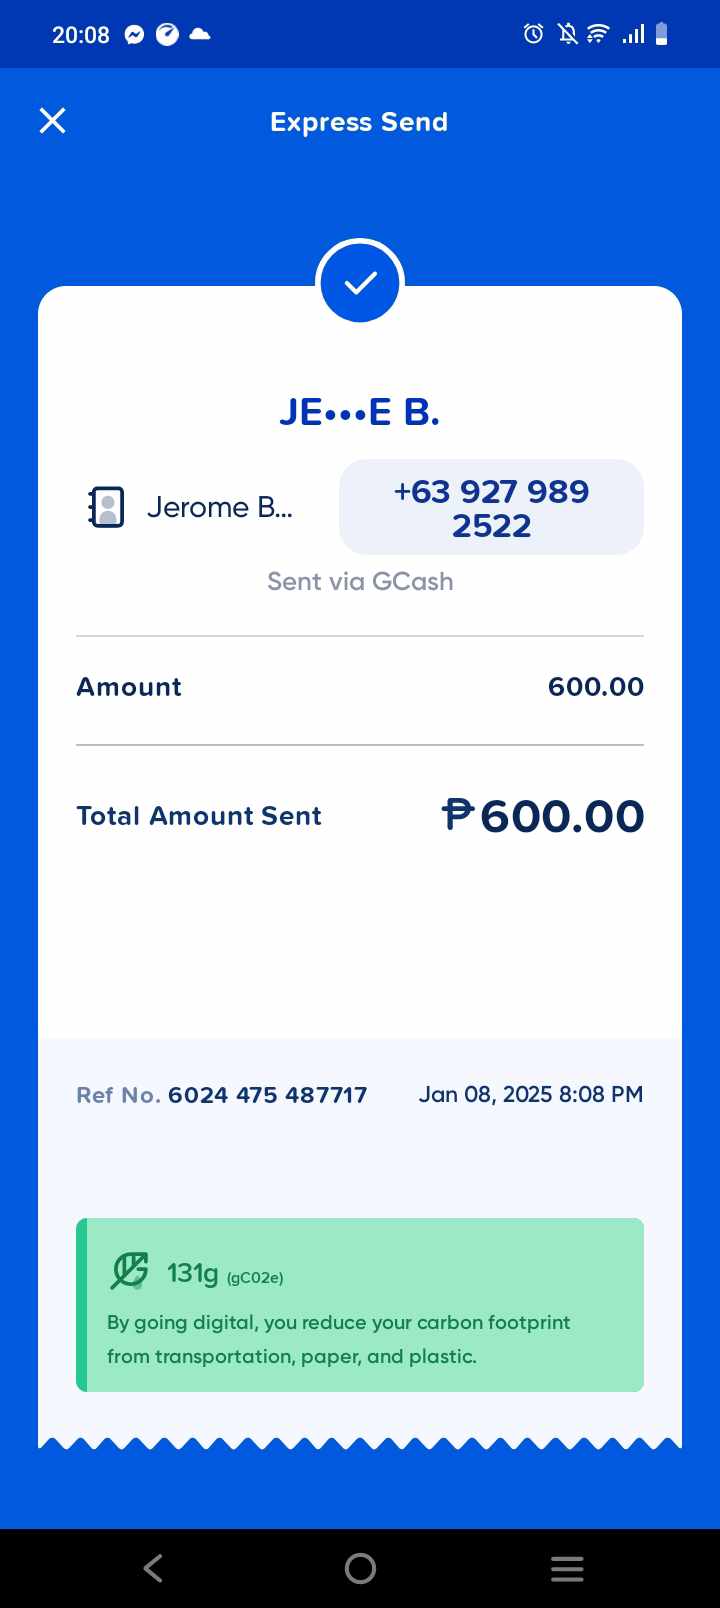 20:08
Express Send
JE•••E B.
Jerome B...
+63 927 989
2522
Sent via GCash
Amount 600.00
Total Amount Sent ₱600.00
Ref No. 6024 475 487717 Jan 08, 2025 8:08 PM
131g (gCO2e)
By going digital, you reduce your carbon footprint
from transportation, paper, and plastic.